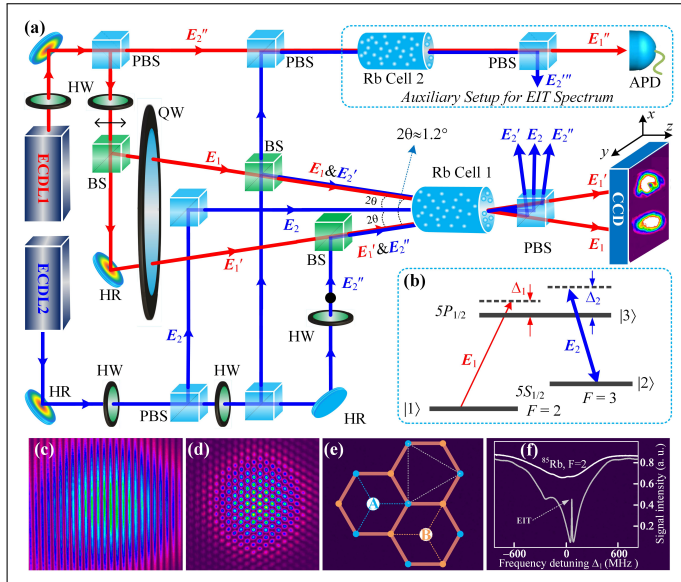 (a)
E₂″
E₁″
PBS
PBS
PBS
APD
HW
E₂‴
Rb Cell 2
Auxiliary Setup for EIT Spectrum
QW
ECDL1
BS
E₁
BS
E₁&E₂′
2θ≈1.2°
Rb Cell 1
E₂′ E₂ E₂″
x
y
z
2θ
2θ
E₂
E₁′
E₁
CCD
PBS
ECDL2
HR
E₁′
BS
E₁′&E₂″
E₂″
HW
E₂
HR
HW
PBS
HW
HR
(b)
Δ₁
Δ₂
5P₁/₂
|3⟩
E₁
E₂
5S₁/₂
|2⟩
|1⟩
F = 2
F = 3
(c)
(d)
(e)
A
B
(f)
⁸⁵Rb, F=2
EIT
0.8
0.6
0.4
0.2
Signal intensity (a. u.)
−600
0
600
Frequency detuning Δ₁ (MHz)